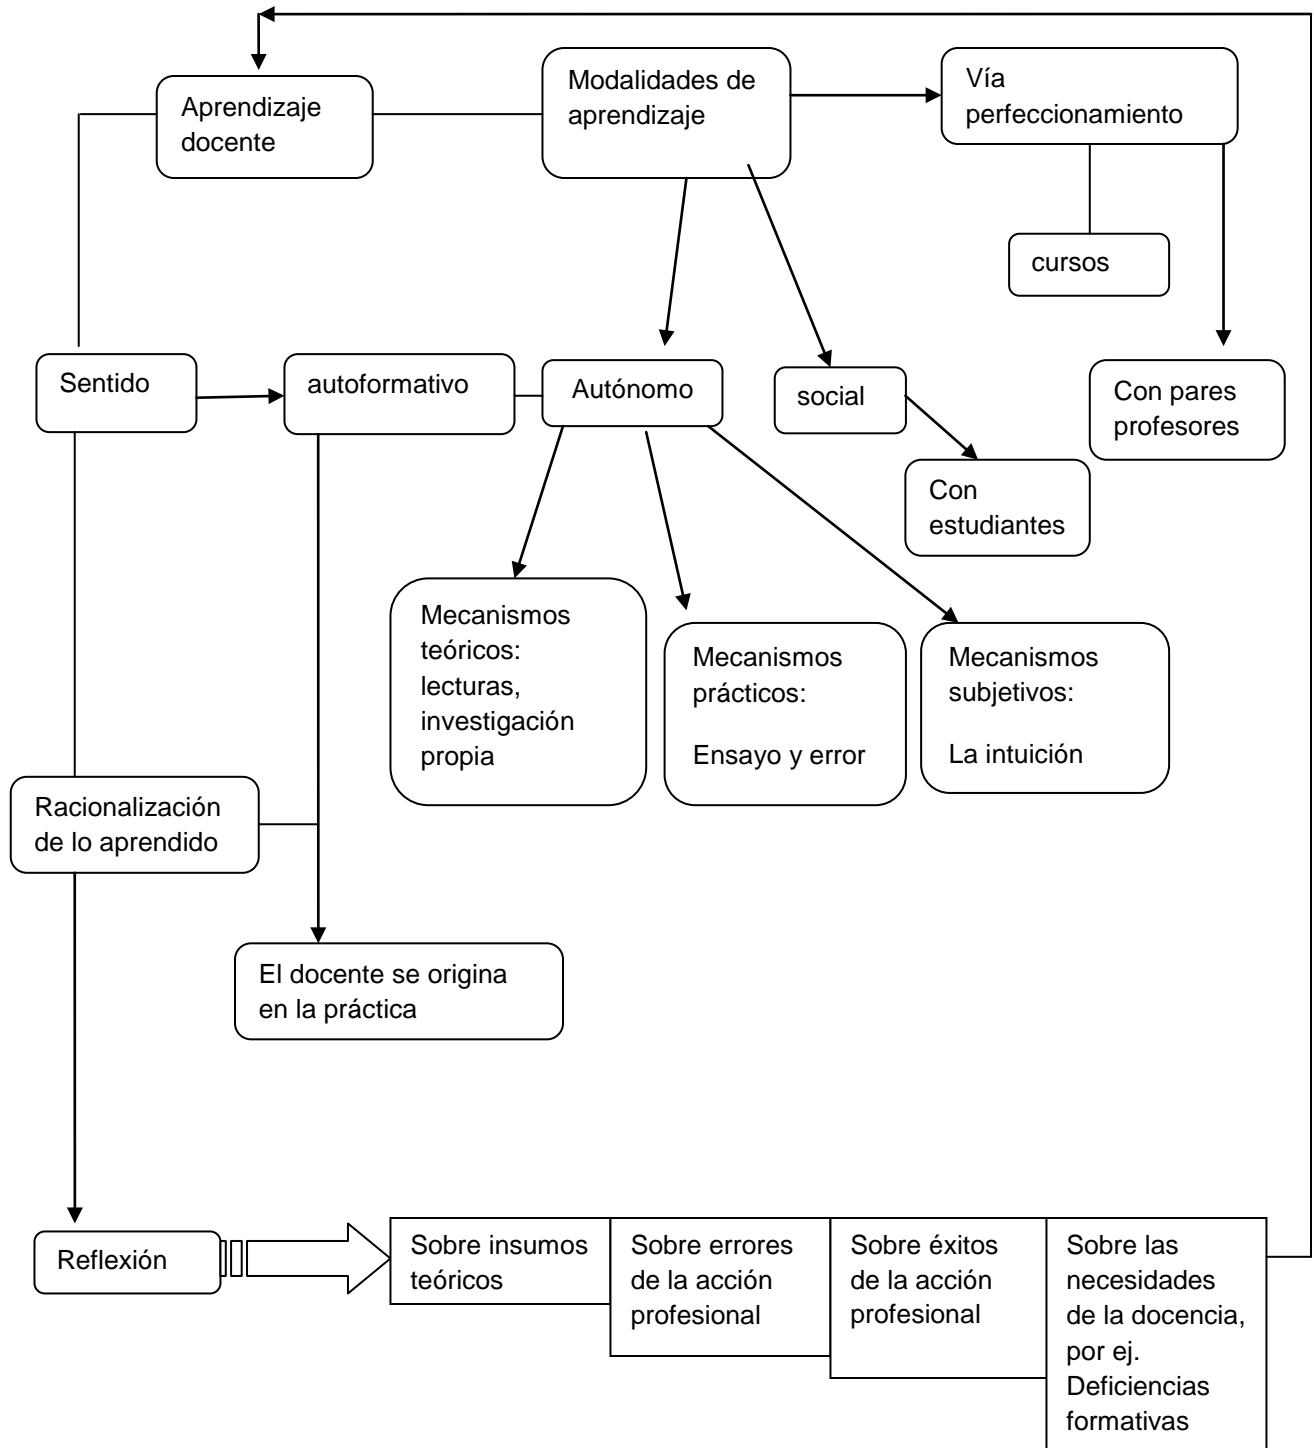 Aprendizaje
docente
Modalidades de
aprendizaje
Vía
perfeccionamiento
cursos
Sentido
autoformativo
Autónomo
social
Con pares
profesores
Con
estudiantes
Mecanismos
teóricos:
lecturas,
investigación
propia
Mecanismos
prácticos:
Ensayo y error
Mecanismos
subjetivos:
La intuición
Racionalización
de lo aprendido
El docente se origina
en la práctica
Reflexión
Sobre insumos
teóricos
Sobre errores
de la acción
profesional
Sobre éxitos
de la acción
profesional
Sobre las
necesidades
de la docencia,
por ej.
Deficiencias
formativas